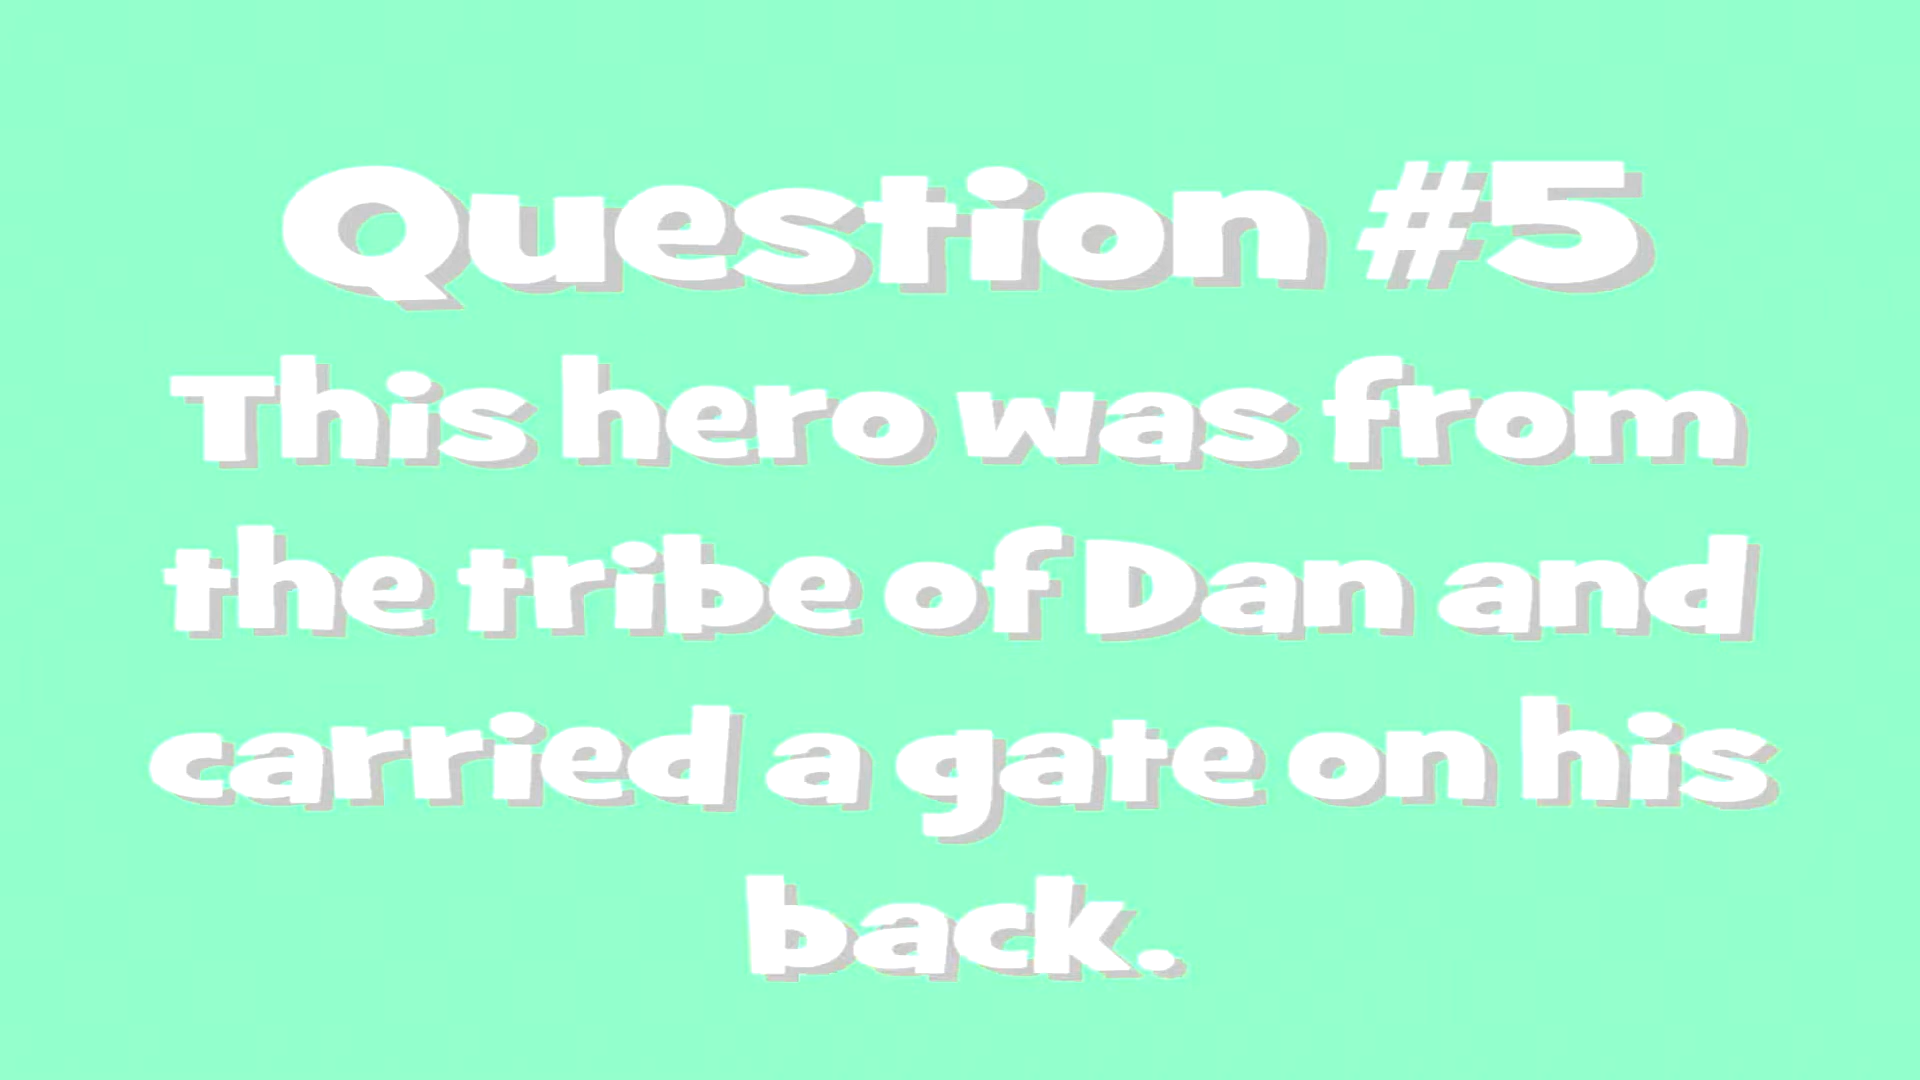 Question #5
This hero was from
the tribe of Dan and
carried a gate on his
back.